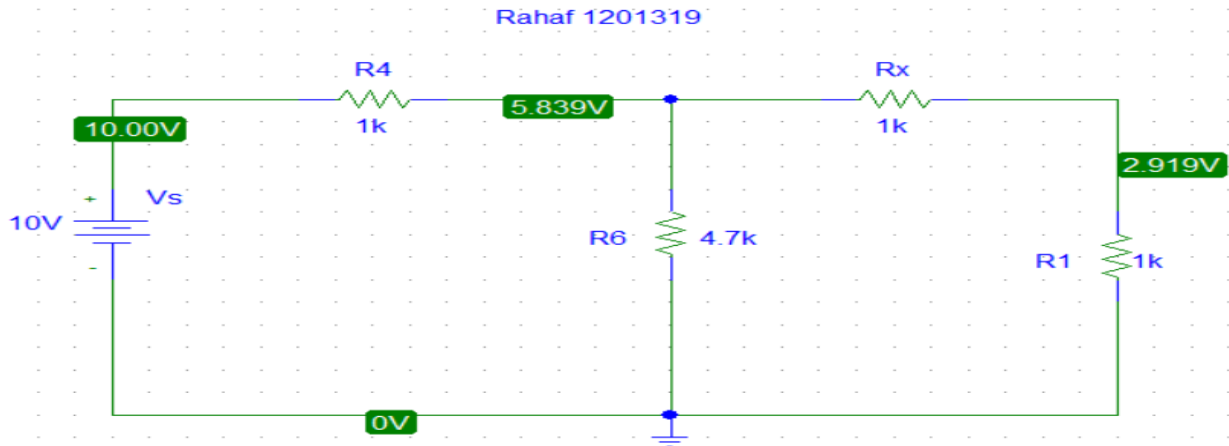 Rahaf 1201319
R4
Rx
5.839V
10.00V
1k
1k
2.919V
+
Vs
10V
R6
4.7k
R1
1k
-
0V